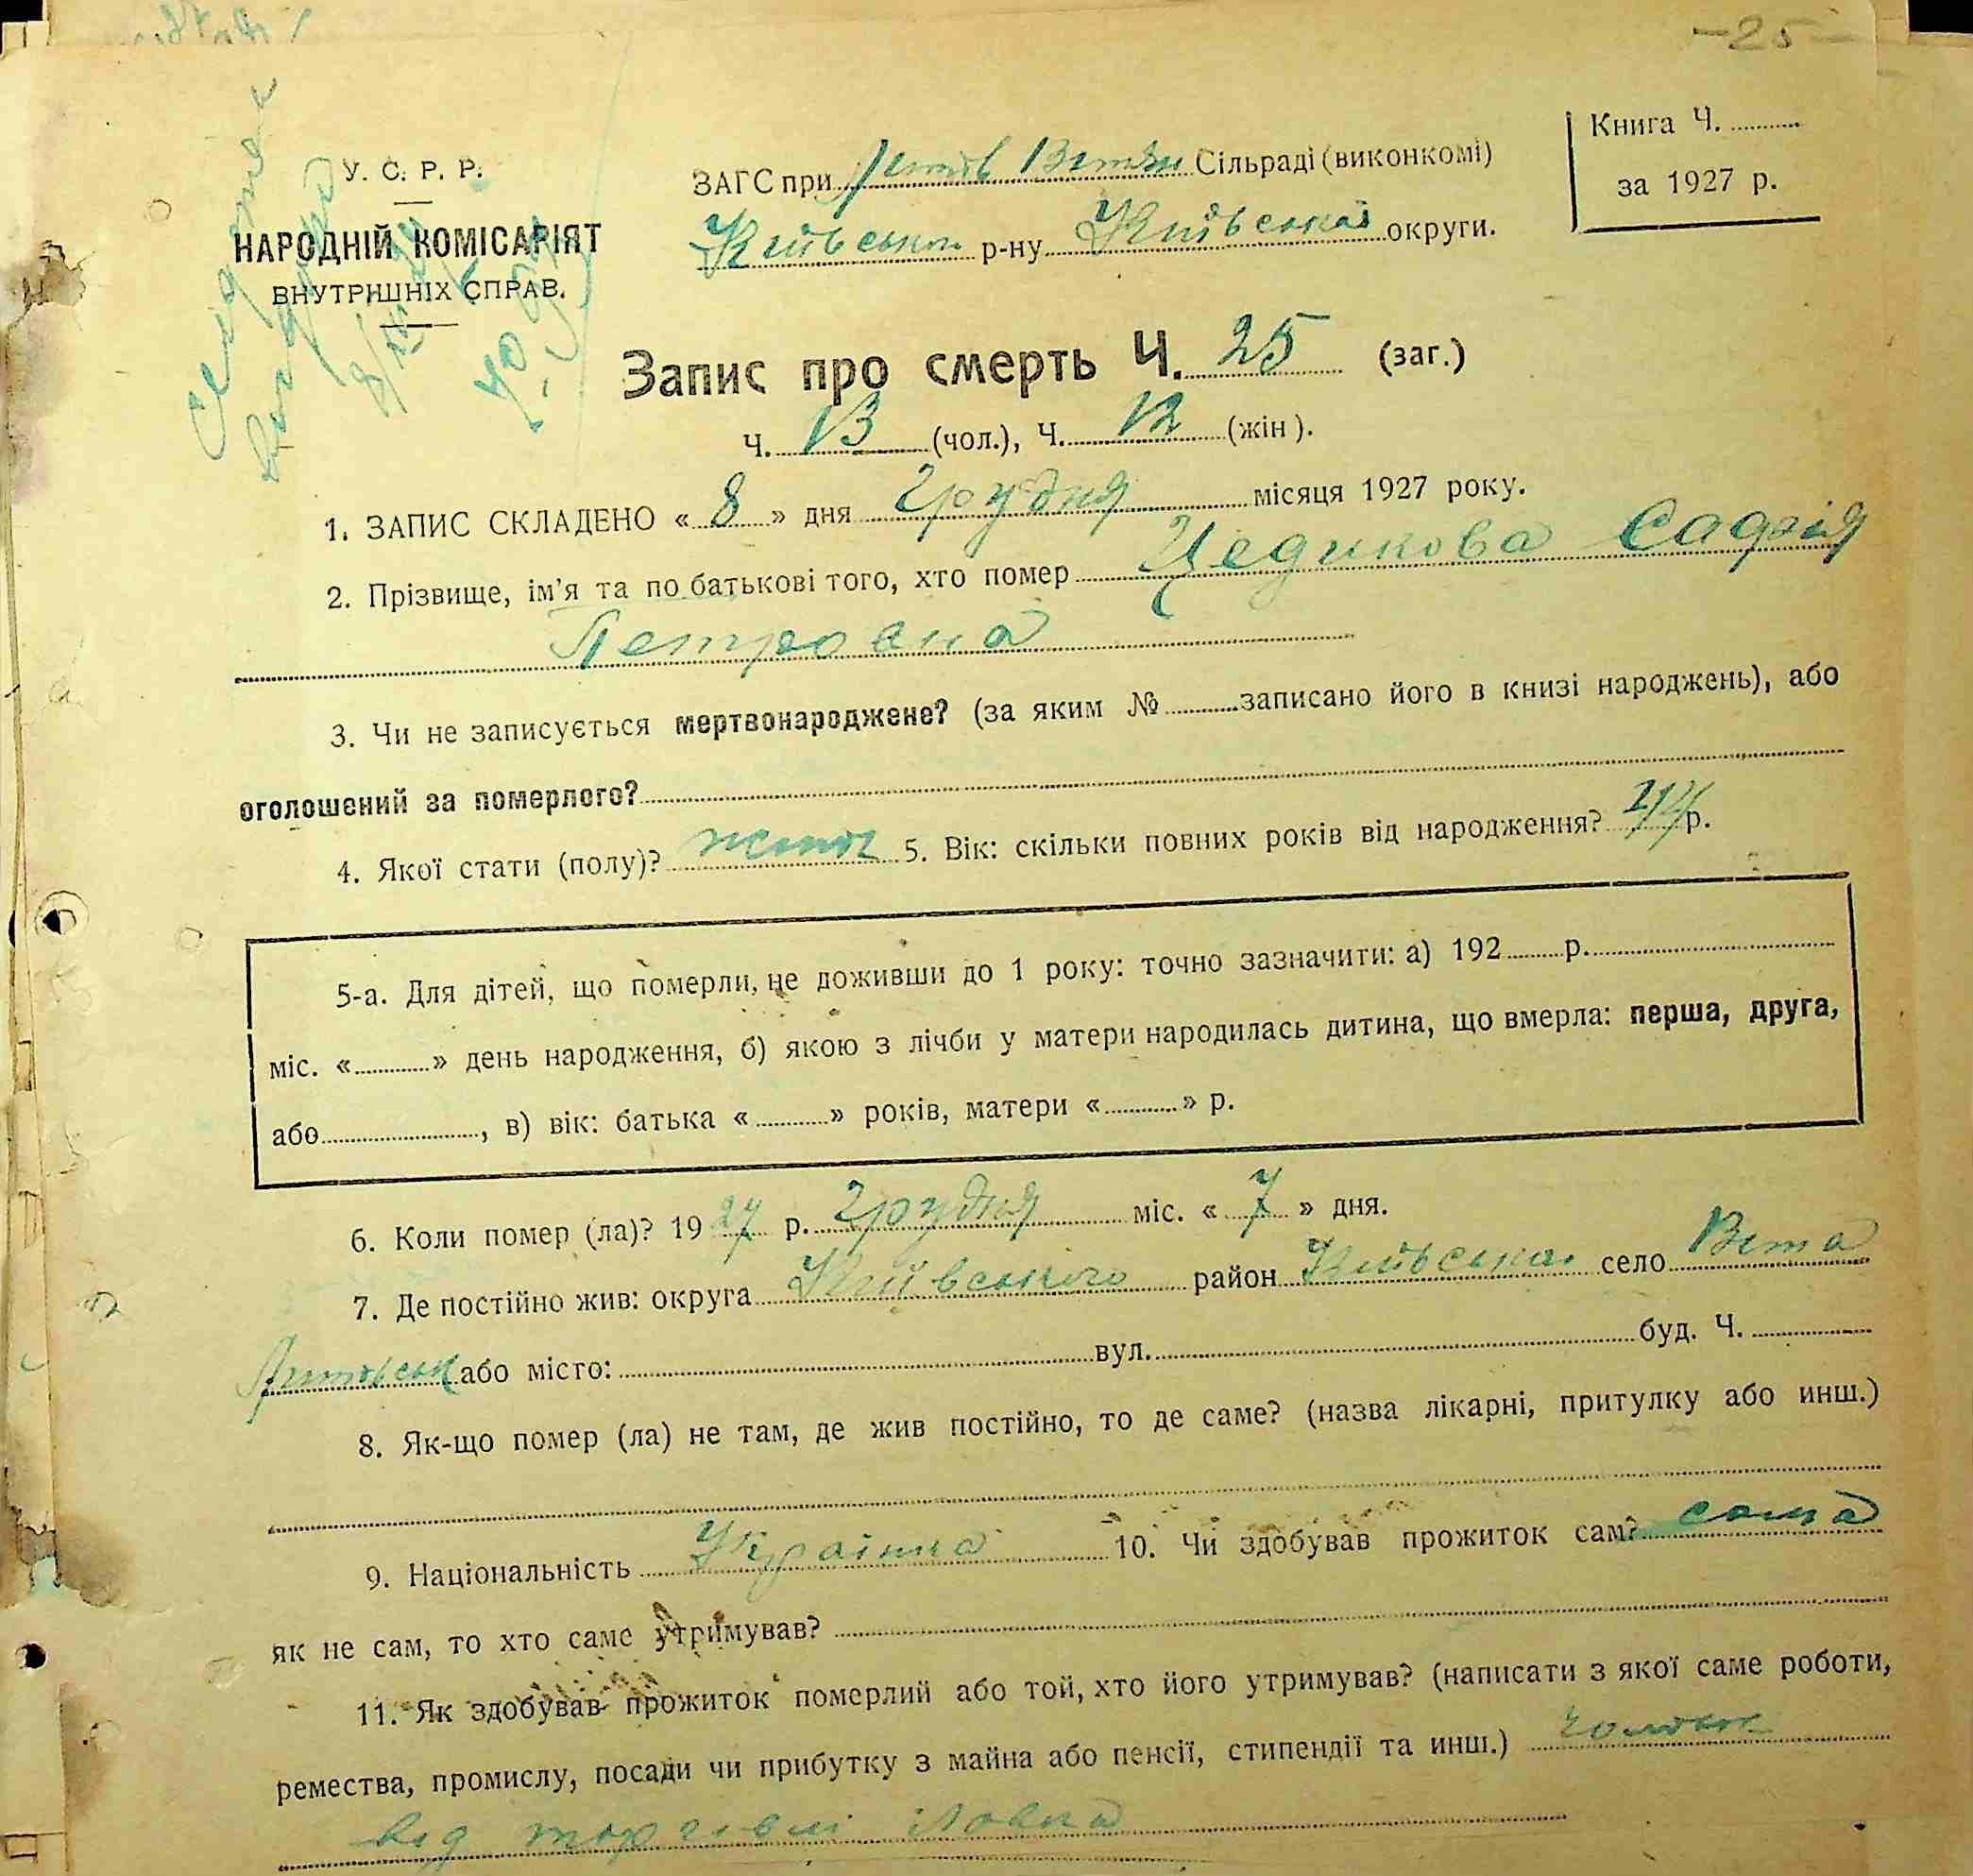 -25-
У. С. Р. Р.
НАРОДНІЙ КОМІСАРІЯТ
ВНУТРІШНІХ СПРАВ.
ЗАГС при Сільраді (виконкомі)
р-ну Київської округи.
Книга Ч.
за 1927 р.
Запис про смерть Ч. 25 (заг.)
Ч. 13 (чол.), Ч. 12 (жін).
1. ЗАПИС СКЛАДЕНО « 8 » дня грудня місяця 1927 року.
2. Прізвище, ім'я та по батькові того, хто помер
Петровна
3. Чи не записується мертвонароджене? (за яким № записано його в книзі народжень), або
оголошений за померлого?
4. Якої стати (полу)? 5. Вік: скільки повних років від народження? р.
5-а. Для дітей, що померли, не доживши до 1 року: точно зазначити: а) 192 р.
міс. « » день народження, б) якою з лічби у матери народилась дитина, що вмерла: перша, друга,
або , в) вік: батька « » років, матери « » р.
6. Коли помер (ла)? 19 27 р. грудня міс. « 7 » дня.
7. Де постійно жив: округа Київського район село Вита
або місто: вул. буд. Ч.
8. Як-що помер (ла) не там, де жив постійно, то де саме? (назва лікарні, притулку або инш.)
9. Національність 10. Чи здобував прожиток сам? сама
як не сам, то хто саме утримував?
11. Як здобував прожиток померлий або той, хто його утримував? (написати з якої саме роботи,
ремества, промислу, посади чи прибутку з майна або пенсії, стипендії та инш.)
від торговлі